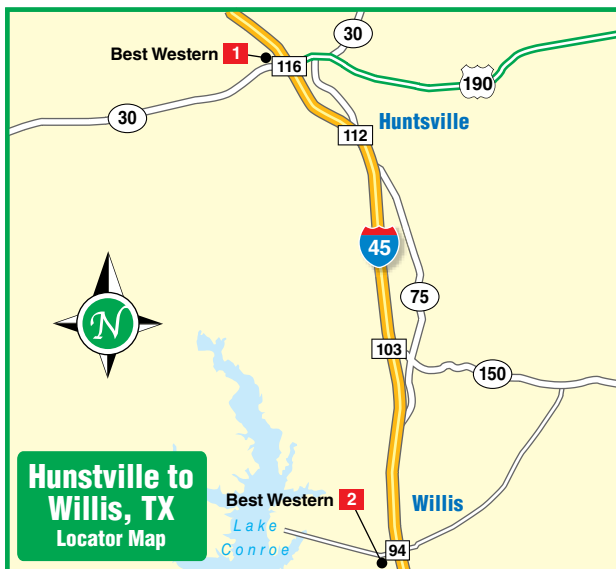 30
Best Western 1
116
190
30
112
Huntsville
45
N
75
103
150
Hunstville to
Willis, TX
Locator Map
Best Western 2
Willis
Lake
Conroe
94